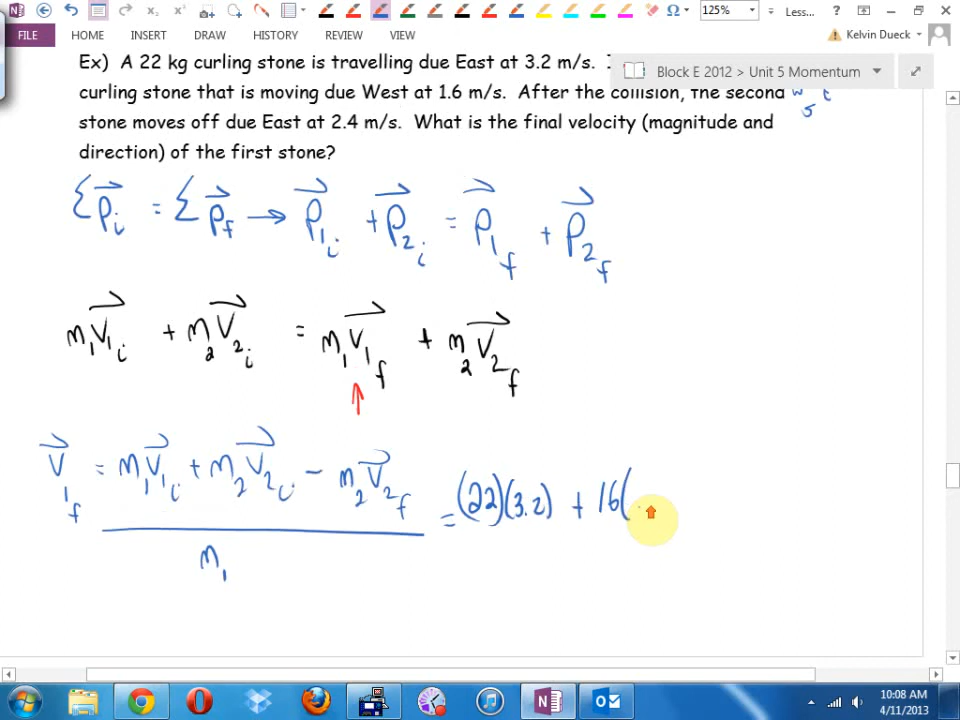 125% Less...
FILE HOME INSERT DRAW HISTORY REVIEW VIEW Kelvin Dueck
Ex) A 22 kg curling stone is travelling due East at 3.2 m/s.
Block E 2012 > Unit 5 Momentum
curling stone that is moving due West at 1.6 m/s. After the collision, the second
W E
S
stone moves off due East at 2.4 m/s. What is the final velocity (magnitude and
direction) of the first stone?
Σp⃗i = Σp⃗f → p⃗1i + p⃗2i = p⃗1f + p⃗2f
m1v⃗1i + m2v⃗2i = m1v⃗1f + m2v⃗2f
v⃗1f = m1v⃗1i + m2v⃗2i - m2v⃗2f = (22)(3.2) + 16(
m1
10:08 AM
4/11/2013